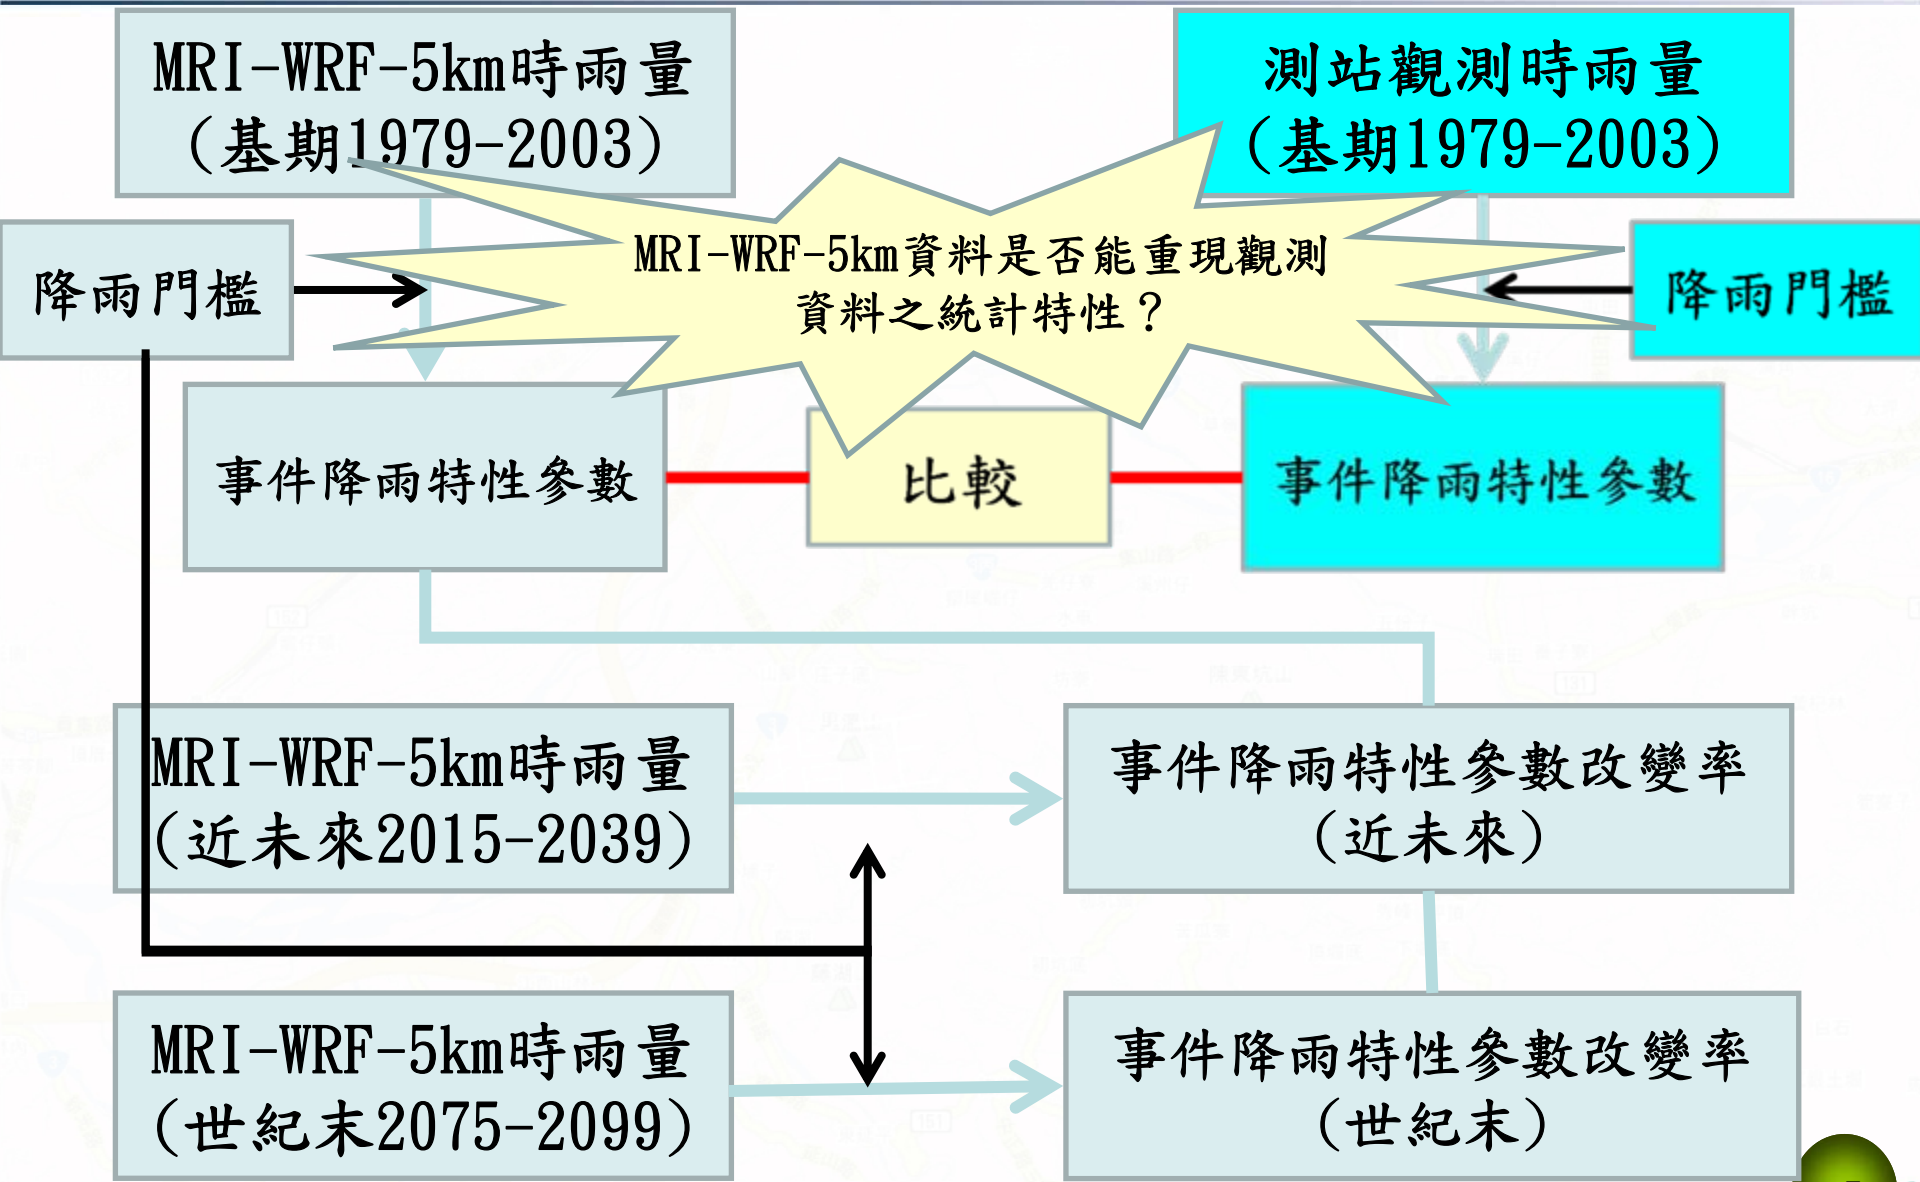 MRI-WRF-5km時雨量
(基期1979-2003)
測站觀測時雨量
(基期1979-2003)
降雨門檻
MRI-WRF-5km資料是否能重現觀測
資料之統計特性？
降雨門檻
事件降雨特性參數
比較
事件降雨特性參數
MRI-WRF-5km時雨量
(近未來2015-2039)
事件降雨特性參數改變率
(近未來)
MRI-WRF-5km時雨量
(世紀末2075-2099)
事件降雨特性參數改變率
(世紀末)